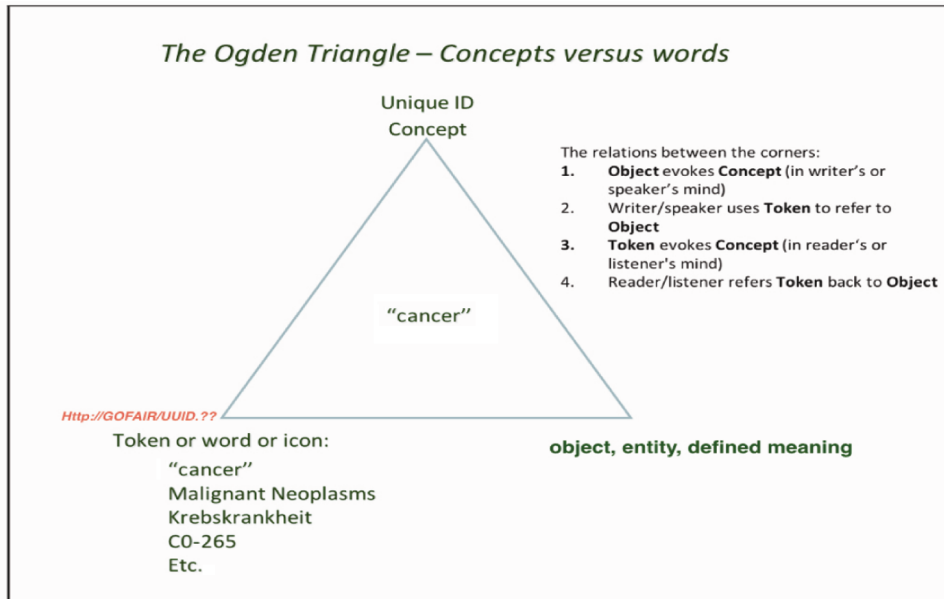 The Ogden Triangle – Concepts versus words
Unique ID
Concept
The relations between the corners:
1. Object evokes Concept (in writer's or
speaker's mind)
2. Writer/speaker uses Token to refer to
Object
3. Token evokes Concept (in reader's or
listener's mind)
4. Reader/listener refers Token back to Object
“cancer”
Http://GOFAIR/UUID.??
Token or word or icon:
“cancer”
Malignant Neoplasms
Krebskrankheit
C0-265
Etc.
object, entity, defined meaning